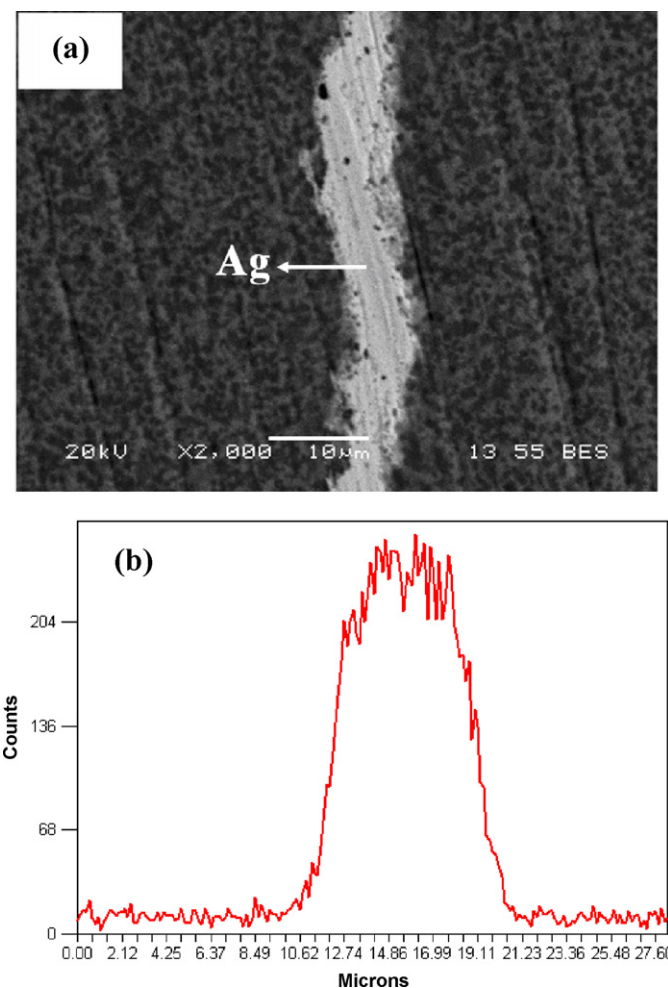 (a)
Ag
20kV X2,000 10μm 13 55 BES
(b)
Counts
204
136
68
0
0.00 2.12 4.25 6.37 8.49 10.62 12.74 14.86 16.99 19.11 21.23 23.36 25.48 27.60
Microns